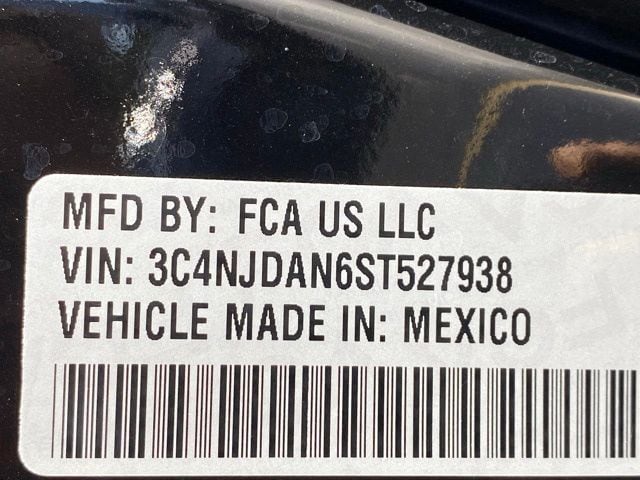 MFD BY: FCA US LLC
VIN: 3C4NJDAN6ST527938
VEHICLE MADE IN: MEXICO